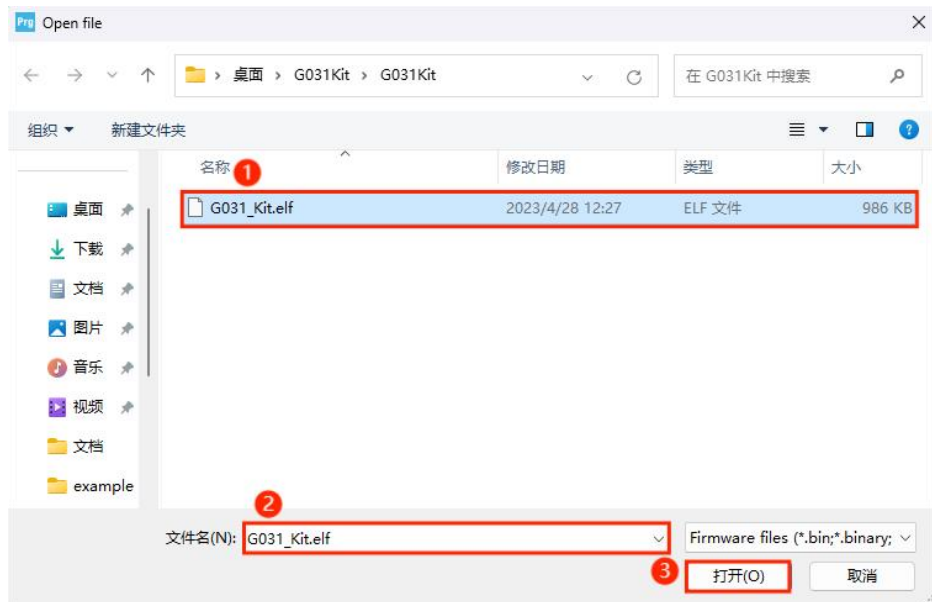 Prg Open file
桌面 › G031Kit › G031Kit
在 G031Kit 中搜索
组织 新建文件夹
名称 修改日期 类型 大小
1
G031_Kit.elf 2023/4/28 12:27 ELF 文件 986 KB
桌面
下载
文档
图片
音乐
视频
文档
example
2
文件名(N): G031_Kit.elf Firmware files (*.bin;*.binary;
3 打开(O) 取消